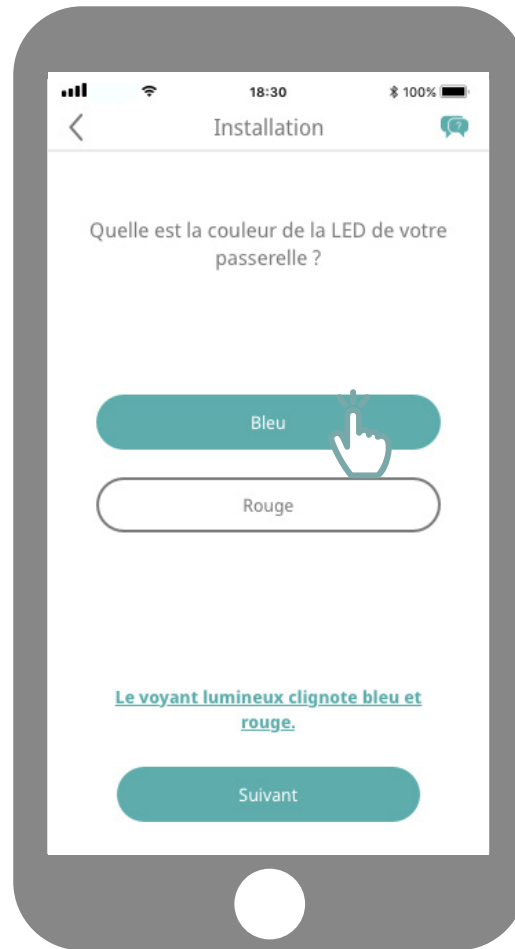 18:30
100%
Installation
?
Quelle est la couleur de la LED de votre
passerelle ?
Bleu
Rouge
Le voyant lumineux clignote bleu et
rouge.
Suivant